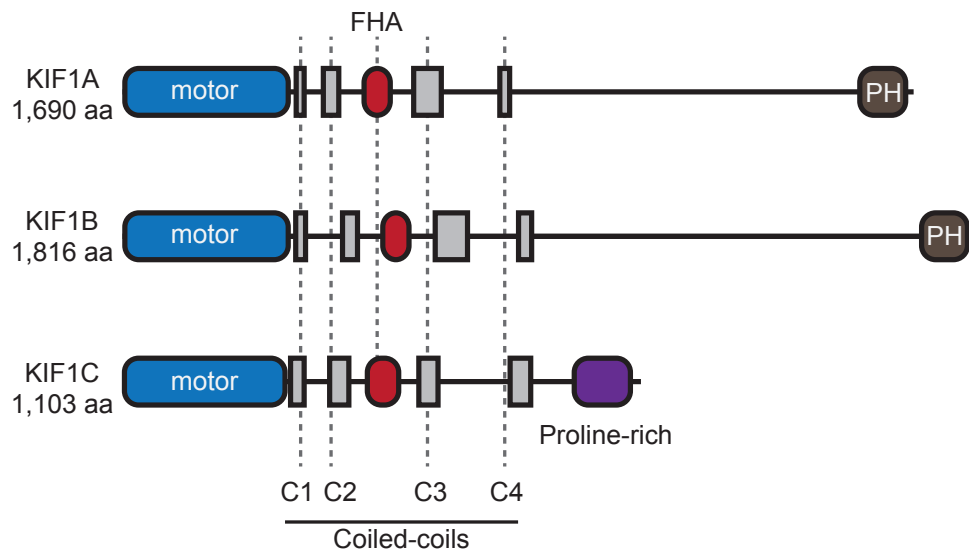 FHA
KIF1A
1,690 aa
motor
PH
KIF1B
1,816 aa
motor
PH
KIF1C
1,103 aa
motor
Proline-rich
C1 C2 C3 C4
Coiled-coils